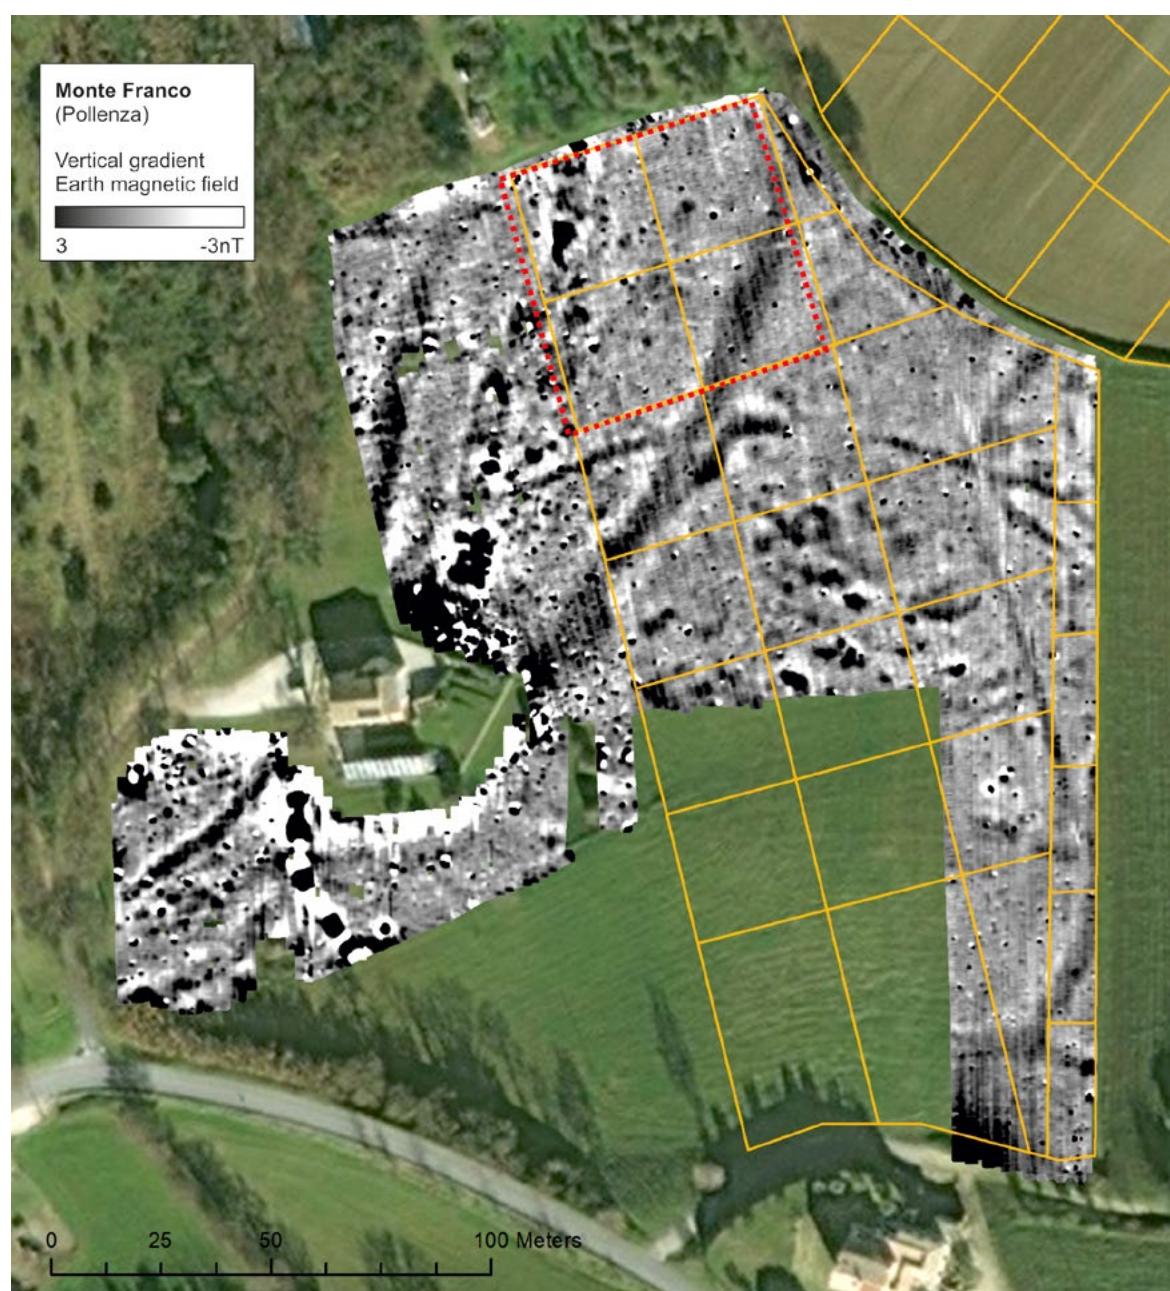 Monte Franco
(Pollenza)
Vertical gradient
Earth magnetic field
3 -3nT
0 25 50 100 Meters